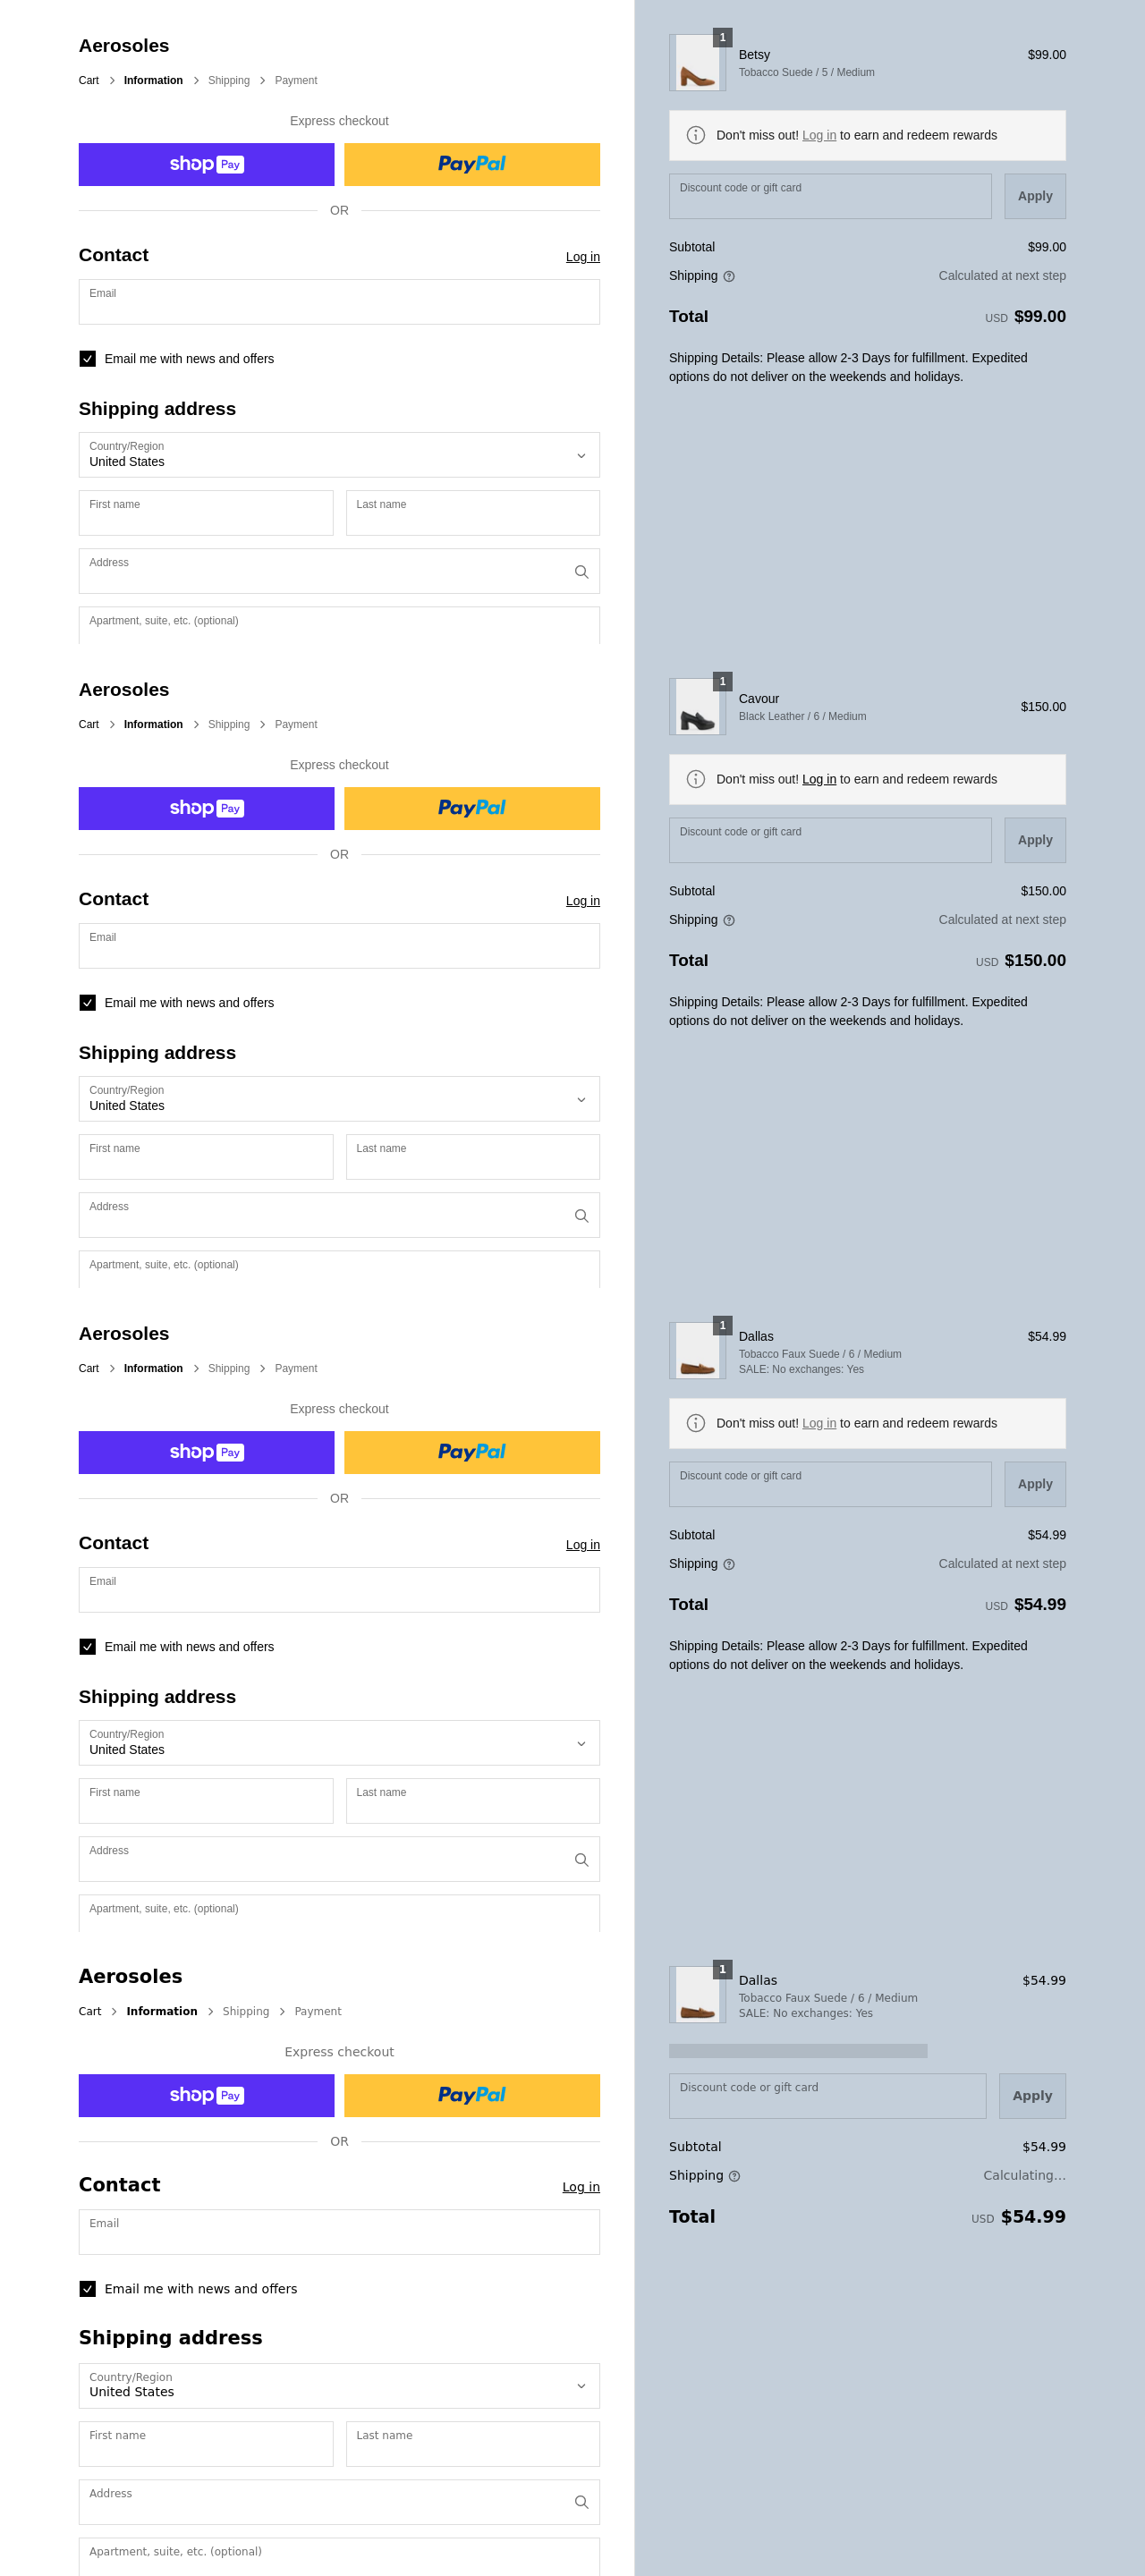 Aerosoles
Cart > Information > Shipping > Payment
Express checkout
shop Pay
PayPal
OR
Contact
Log in
Email
Email me with news and offers
Shipping address
Country/Region
United States
First name
Last name
Address
Apartment, suite, etc. (optional)
1
Betsy
$99.00
Tobacco Suede / 5 / Medium
Don't miss out! Log in to earn and redeem rewards
Discount code or gift card
Apply
Subtotal
$99.00
Shipping
Calculated at next step
Total
USD $99.00
Shipping Details: Please allow 2-3 Days for fulfillment. Expedited
options do not deliver on the weekends and holidays.
Aerosoles
Cart > Information > Shipping > Payment
Express checkout
shop Pay
PayPal
OR
Contact
Log in
Email
Email me with news and offers
Shipping address
Country/Region
United States
First name
Last name
Address
Apartment, suite, etc. (optional)
1
Cavour
$150.00
Black Leather / 6 / Medium
Don't miss out! Log in to earn and redeem rewards
Discount code or gift card
Apply
Subtotal
$150.00
Shipping
Calculated at next step
Total
USD $150.00
Shipping Details: Please allow 2-3 Days for fulfillment. Expedited
options do not deliver on the weekends and holidays.
Aerosoles
Cart > Information > Shipping > Payment
Express checkout
shop Pay
PayPal
OR
Contact
Log in
Email
Email me with news and offers
Shipping address
Country/Region
United States
First name
Last name
Address
Apartment, suite, etc. (optional)
1
Dallas
$54.99
Tobacco Faux Suede / 6 / Medium
SALE: No exchanges: Yes
Don't miss out! Log in to earn and redeem rewards
Discount code or gift card
Apply
Subtotal
$54.99
Shipping
Calculated at next step
Total
USD $54.99
Shipping Details: Please allow 2-3 Days for fulfillment. Expedited
options do not deliver on the weekends and holidays.
Aerosoles
Cart > Information > Shipping > Payment
Express checkout
shop Pay
PayPal
OR
Contact
Log in
Email
Email me with news and offers
Shipping address
Country/Region
United States
First name
Last name
Address
Apartment, suite, etc. (optional)
1
Dallas
$54.99
Tobacco Faux Suede / 6 / Medium
SALE: No exchanges: Yes
Discount code or gift card
Apply
Subtotal
$54.99
Shipping
Calculating...
Total
USD $54.99